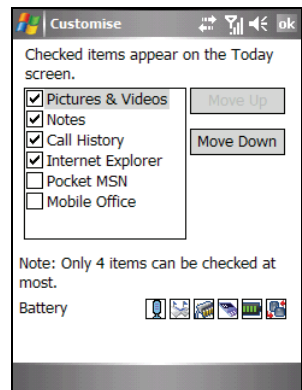 Customise
ok
Checked items appear on the Today
screen.
Pictures & Videos
Move Up
Notes
Call History
Move Down
Internet Explorer
Pocket MSN
Mobile Office
Note: Only 4 items can be checked at
most.
Battery